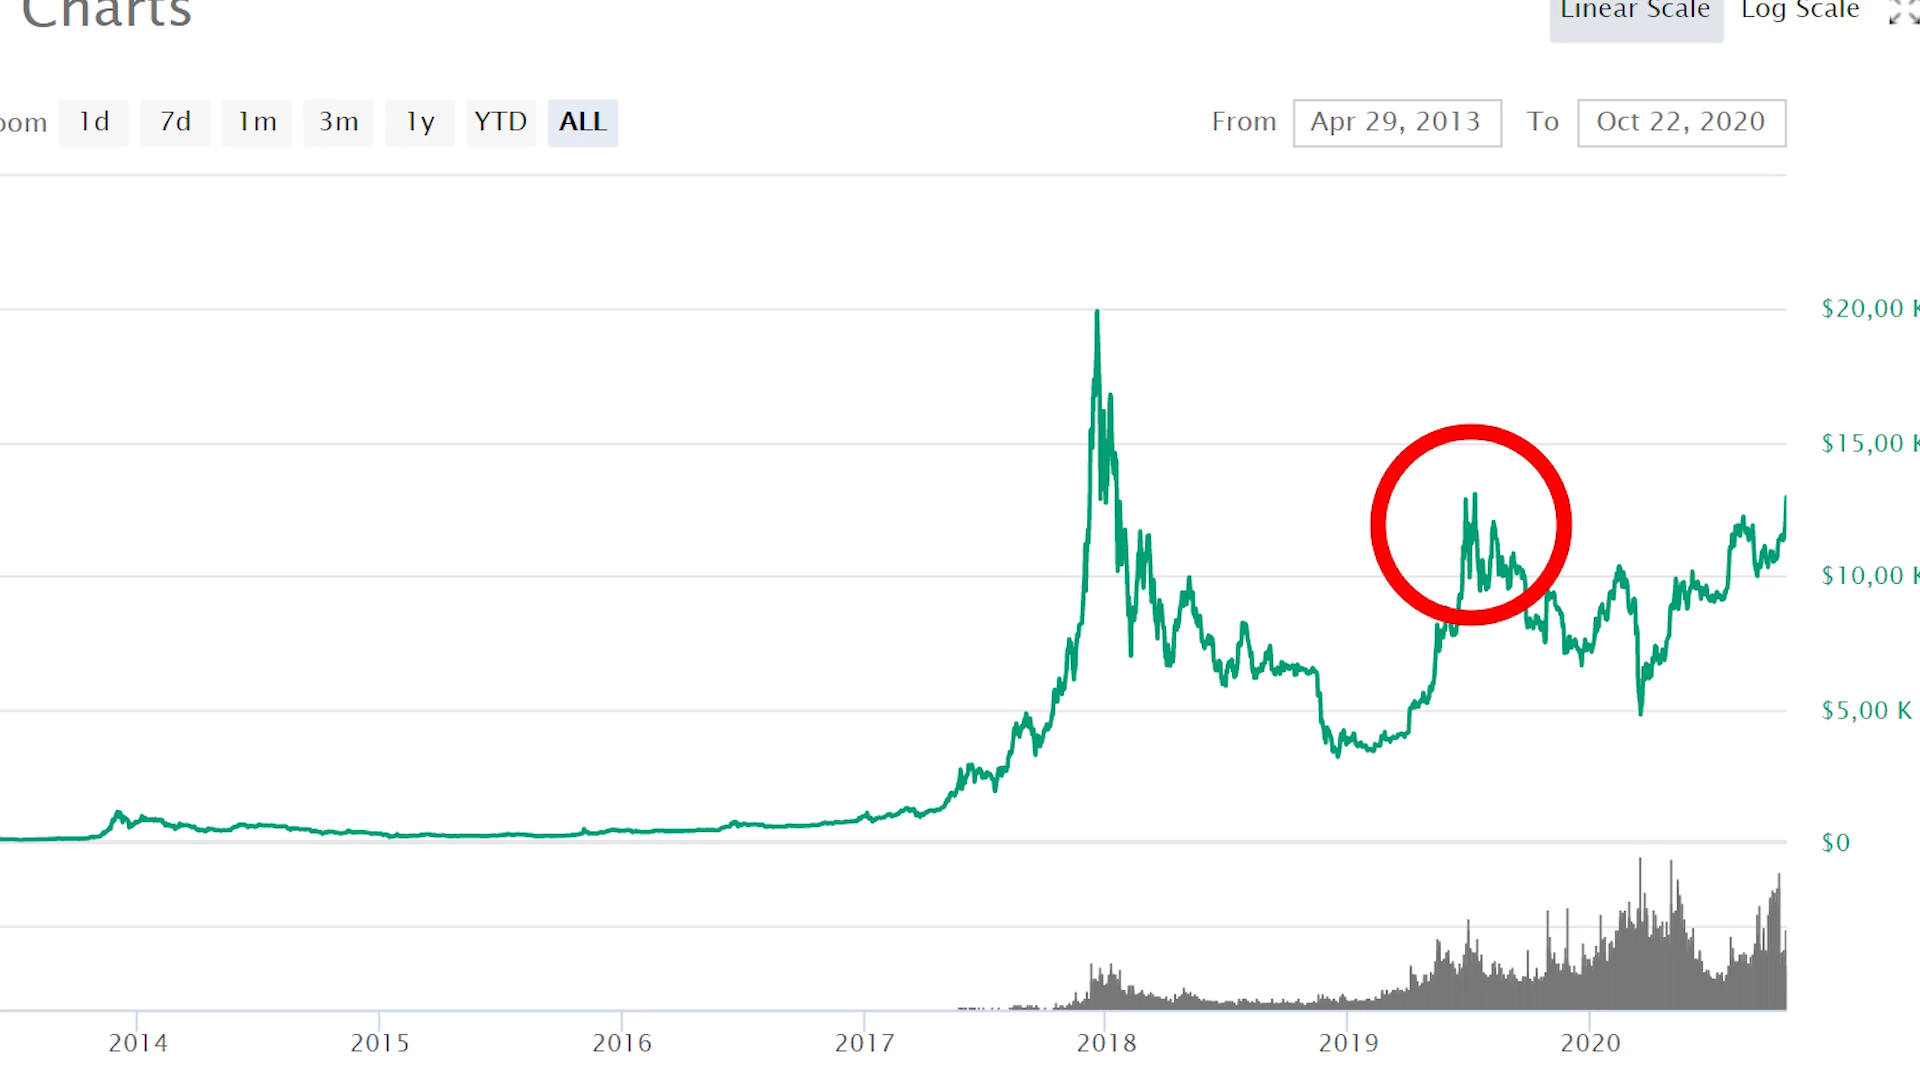 Charts
Linear Scale Log Scale
oom 1d 7d 1m 3m 1y YTD ALL From Apr 29, 2013 To Oct 22, 2020
$20,00 K
$15,00 K
$10,00 K
$5,00 K
$0
2014 2015 2016 2017 2018 2019 2020